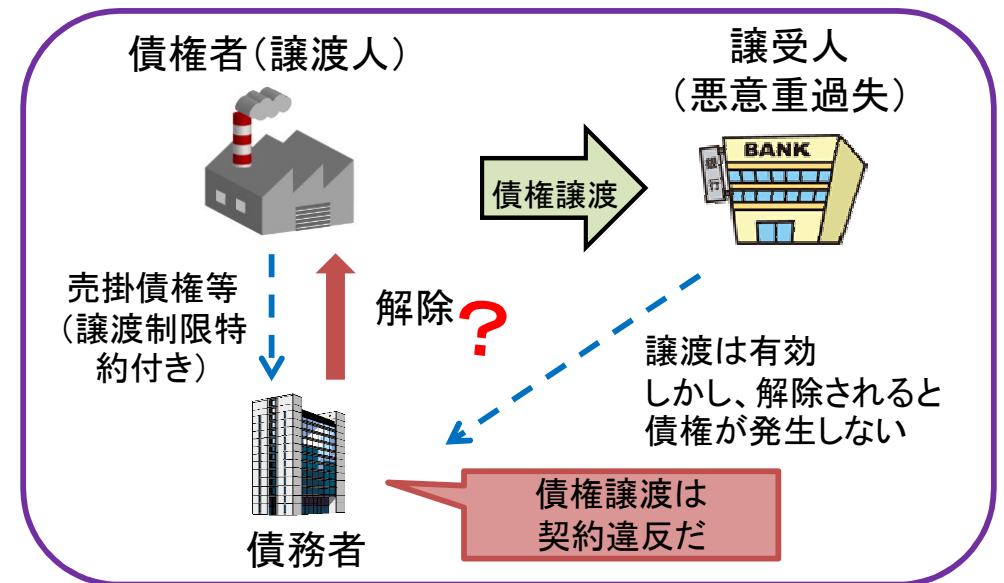 債権者（譲渡人）
譲受人
（悪意重過失）
BANK
銀行
債権譲渡
売掛債権等
（譲渡制限特
約付き）
解除
？
譲渡は有効
しかし、解除されると
債権が発生しない
債権譲渡は
契約違反だ
債務者